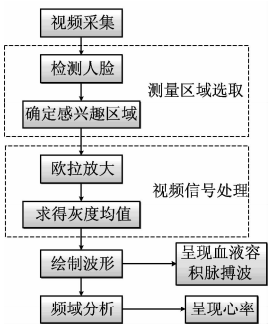 视频采集
检测人脸
测量区域选取
确定感兴趣区域
欧拉放大
视频信号处理
求得灰度均值
绘制波形
呈现血液容
积脉搏波
频域分析
呈现心率